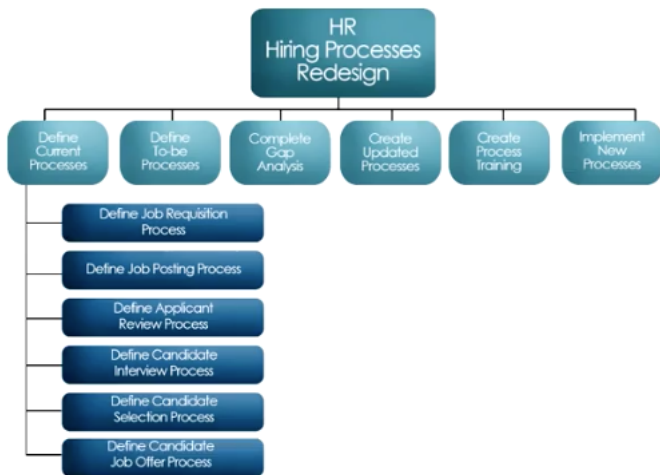 HR
Hiring Processes
Redesign
Define
Current
Processes
Define
To-be
Processes
Complete
Gap
Analysis
Create
Updated
Processes
Create
Process
Training
Implement
New
Processes
Define Job Requisition
Process
Define Job Posting Process
Define Applicant
Review Process
Define Candidate
Interview Process
Define Candidate
Selection Process
Define Candidate
Job Offer Process